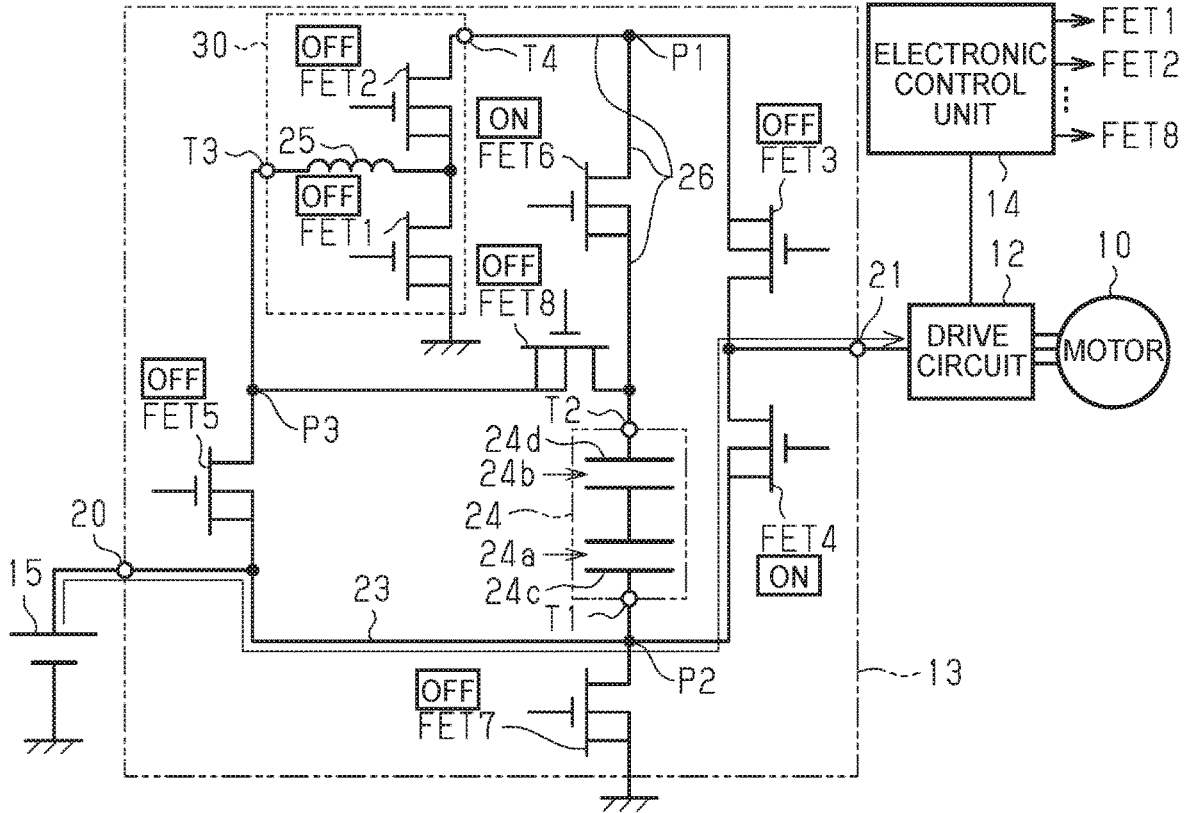 30
OFF
FET2
T4
P1
ELECTRONIC
CONTROL
UNIT
FET1
FET2
FET8
14
T3
25
ON
FET6
OFF
FET3
26
OFF
FET1
OFF
FET8
12
10
21
DRIVE
CIRCUIT
MOTOR
OFF
FET5
P3
T2
24d
24b
24
24a
24c
T1
FET4
ON
20
15
23
P2
13
OFF
FET7